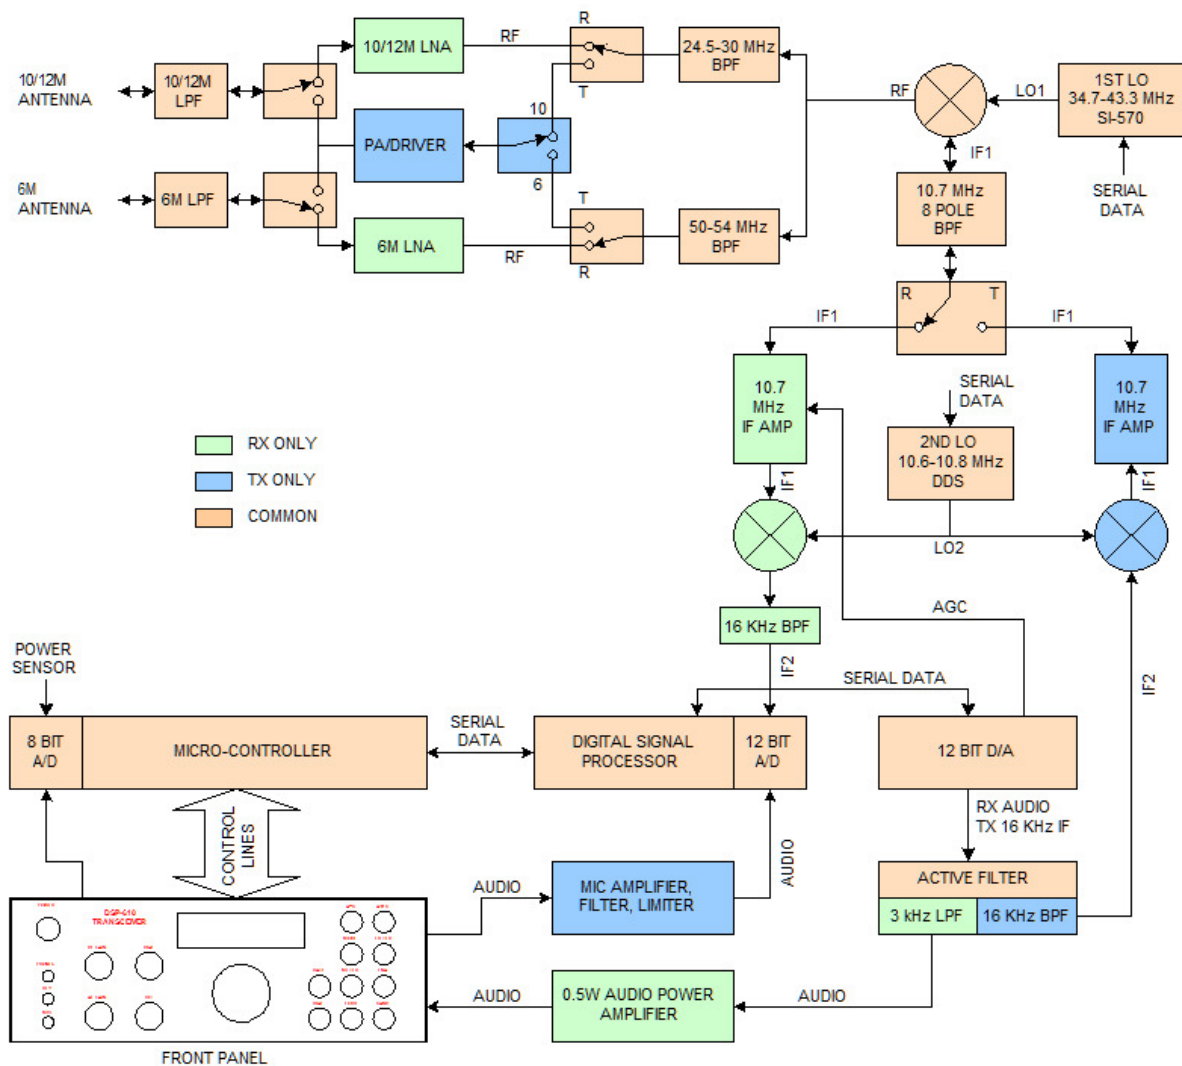 R
10/12M LNA
RF
24.5-30 MHz
BPF
10/12M
ANTENNA
10/12M
LPF
T
RF
LO1
1ST LO
34.7-43.3 MHz
SI-570
10
PA/DRIVER
IF1
6
6M
ANTENNA
6M LPF
T
10.7 MHz
8 POLE
BPF
SERIAL
DATA
6M LNA
RF
50-54 MHz
BPF
R
R
T
IF1
IF1
10.7
MHz
IF AMP
SERIAL
DATA
10.7
MHz
IF AMP
RX ONLY
TX ONLY
COMMON
2ND LO
10.6-10.8 MHz
DDS
IF1
IF1
LO2
16 KHz BPF
AGC
POWER
SENSOR
IF2
SERIAL DATA
IF2
8 BIT
A/D
MICRO-CONTROLLER
SERIAL
DATA
DIGITAL SIGNAL
PROCESSOR
12 BIT
A/D
12 BIT D/A
CONTROL
LINES
RX AUDIO
TX 16 KHz IF
AUDIO
MIC AMPLIFIER,
FILTER, LIMITER
AUDIO
ACTIVE FILTER
3 kHz LPF
16 KHz BPF
TRANSCEIVER
AUDIO
0.5W AUDIO POWER
AMPLIFIER
AUDIO
FRONT PANEL